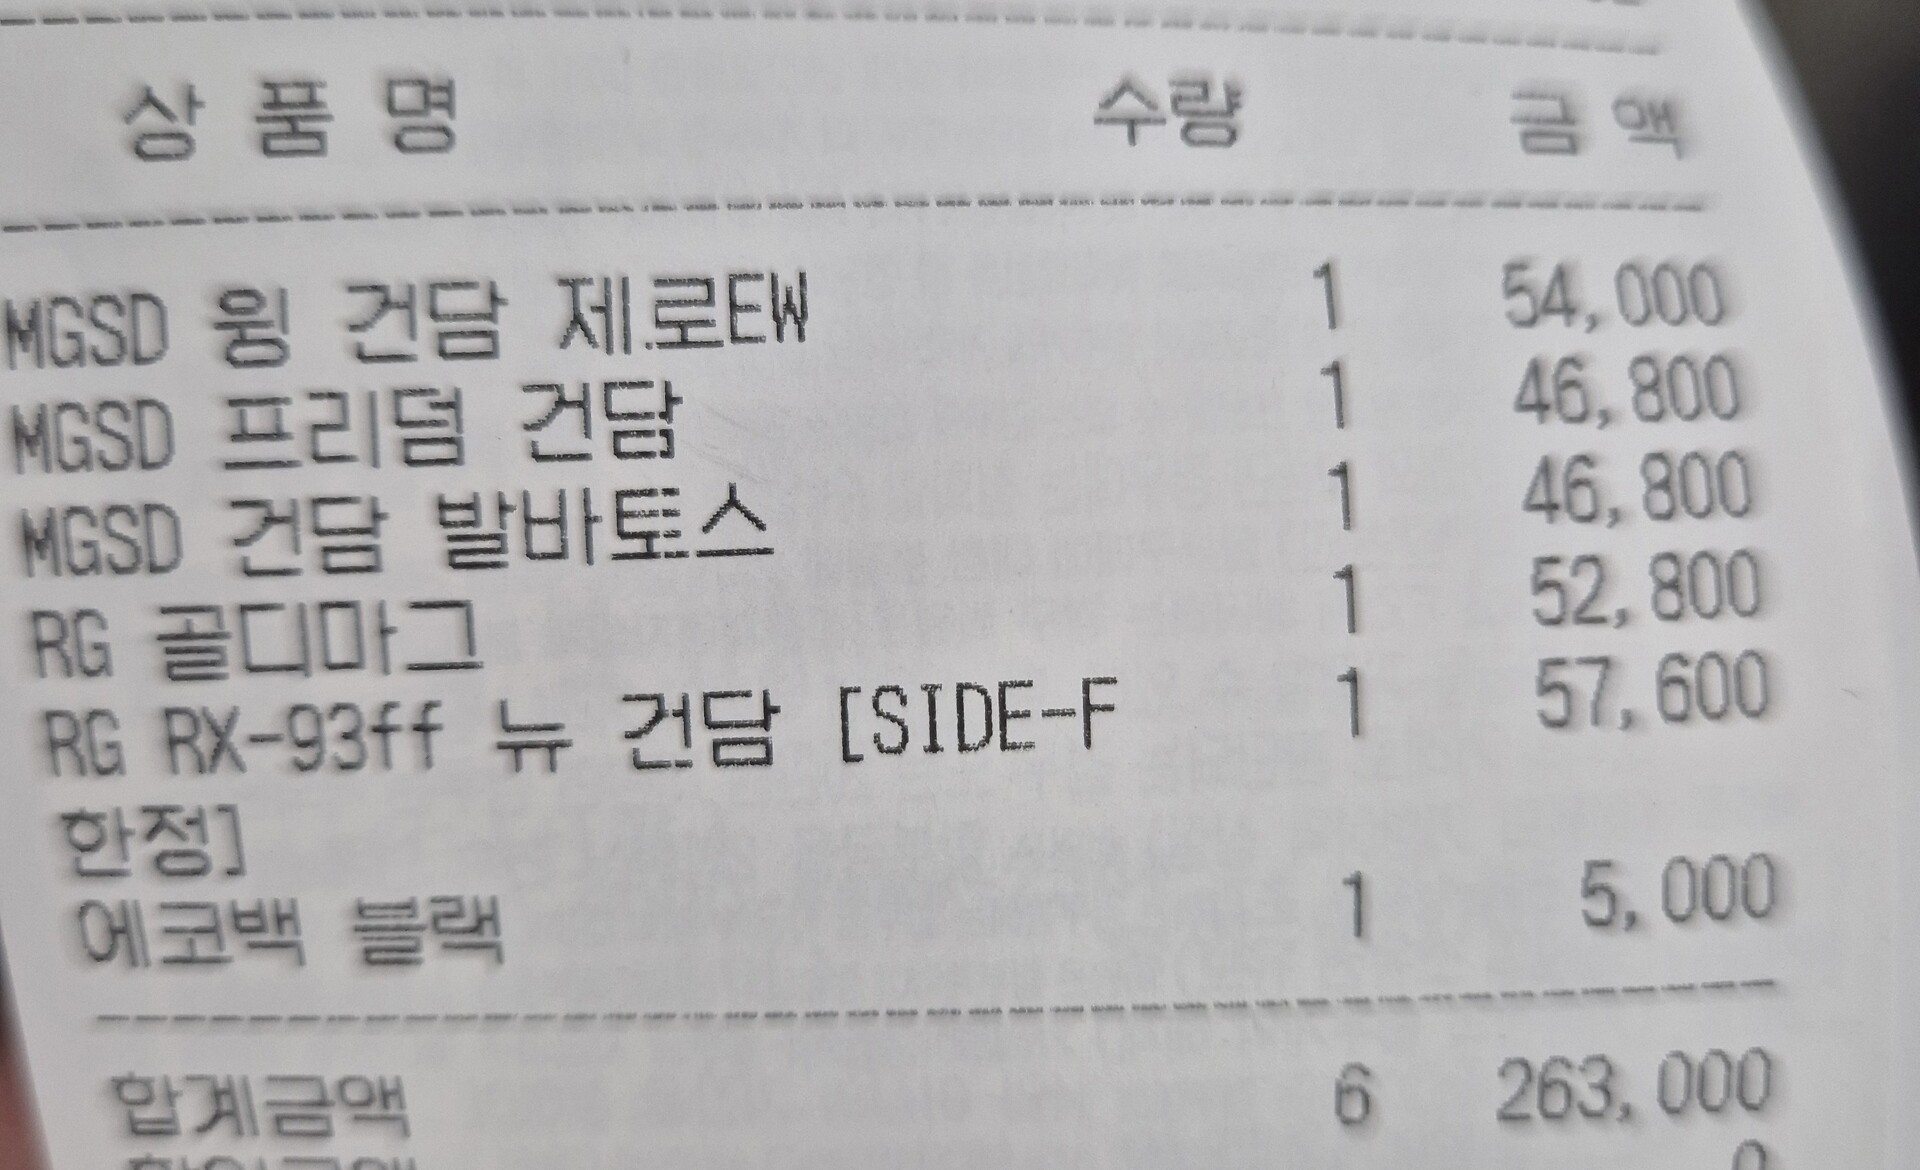 상 품 명 수량 금 액
MGSD 윙 건담 제로EW 1 54,000
MGSD 프리덤 건담 1 46,800
MGSD 건담 발바토스 1 46,800
RG 골디마그 1 52,800
RG RX-93ff 뉴 건담 [SIDE-F 1 57,600
한정]
에코백 블랙 1 5,000
합계금액 6 263,000